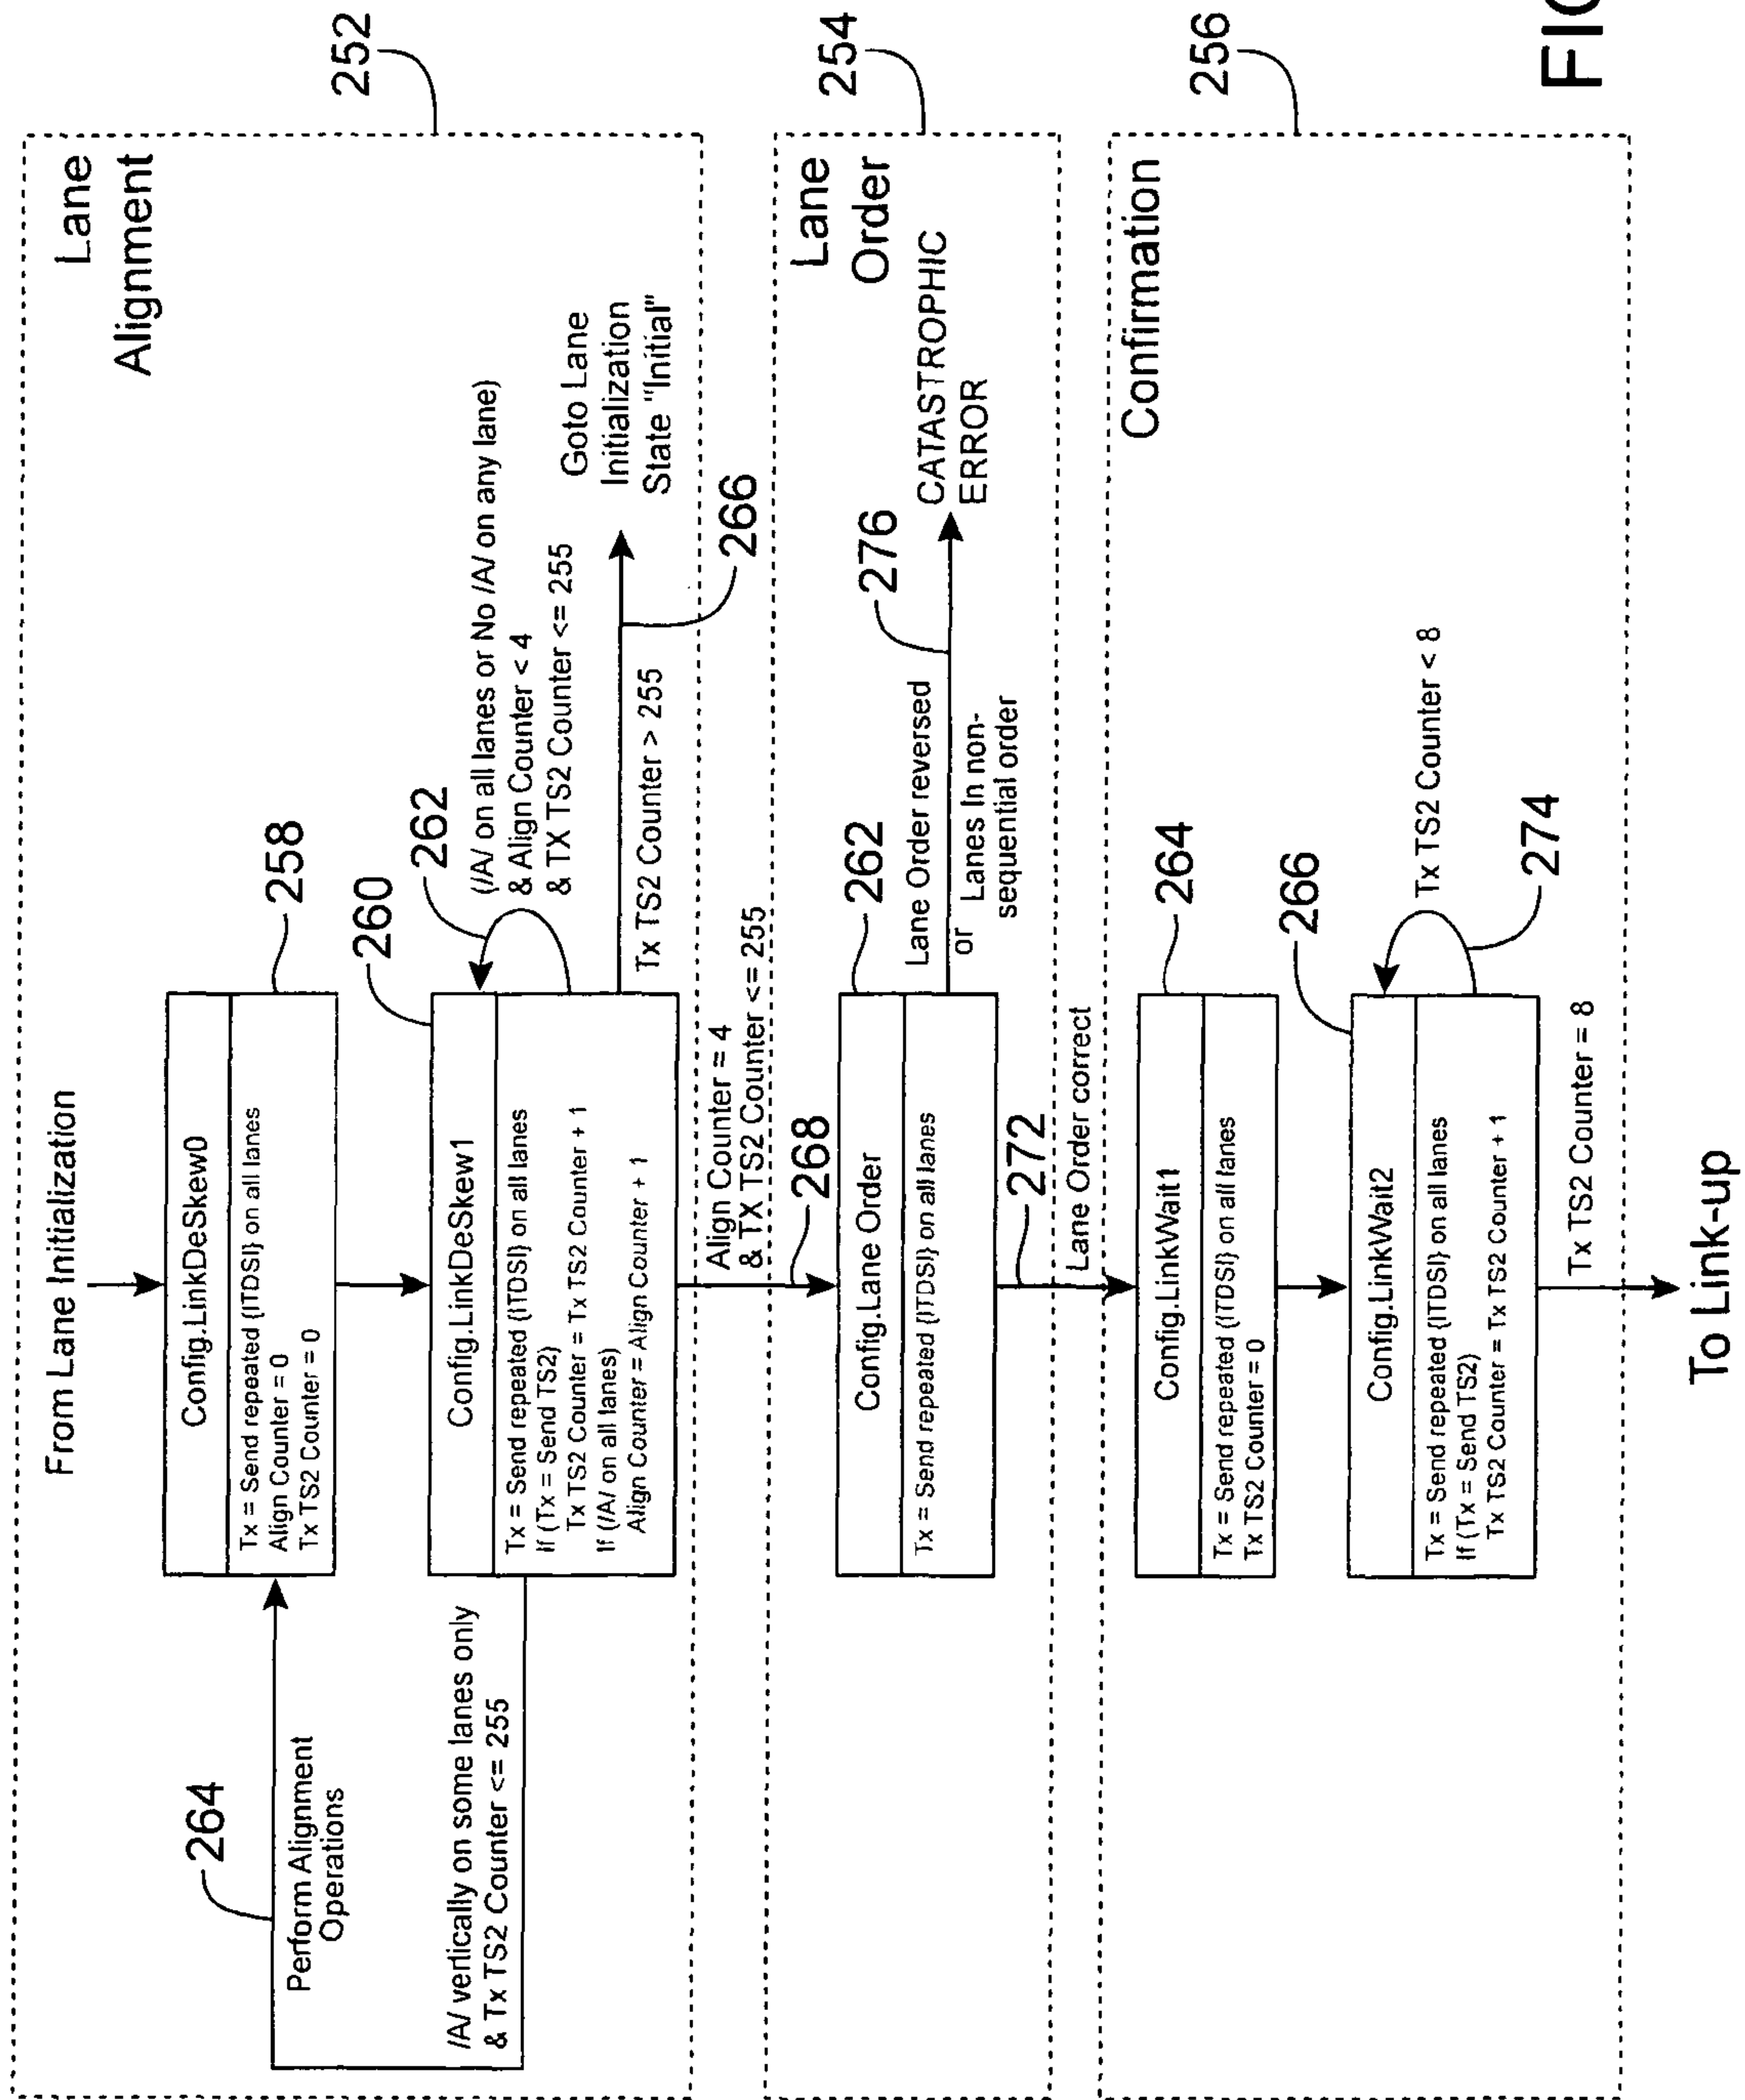 From Lane Initialization
Lane
Alignment
252
Config.LinkDeSkew0
Tx = Send repeated {ITDSI} on all lanes
Align Counter = 0
Tx TS2 Counter = 0
258
264
Perform Alignment
Operations
260
Config.LinkDeSkew1
Tx = Send repeated {ITDSI} on all lanes
If (Tx = Send TS2)
Tx TS2 Counter = Tx TS2 Counter + 1
If (/A/ on all lanes)
Align Counter = Align Counter + 1
262
(/A/ on all lanes or No /A/ on any lane)
& Align Counter < 4
& TX TS2 Counter <= 255
Goto Lane
Initialization
State "Initial"
Tx TS2 Counter > 255
266
/A/ vertically on some lanes only
& Tx TS2 Counter <= 255
Align Counter = 4
& TX TS2 Counter <= 255
268
Lane
Order
254
Config.Lane Order
Tx = Send repeated {ITDSI} on all lanes
262
Lane Order reversed
or
Lanes In non-
sequential order
276
CATASTROPHIC
ERROR
272
Lane Order correct
Confirmation
256
Config.LinkWait1
Tx = Send repeated {ITDSI} on all lanes
Tx TS2 Counter = 0
264
266
Config.LinkWait2
Tx = Send repeated {ITDSI} on all lanes
If (Tx = Send TS2)
Tx TS2 Counter = Tx TS2 Counter + 1
Tx TS2 Counter < 8
274
Tx TS2 Counter = 8
To Link-up